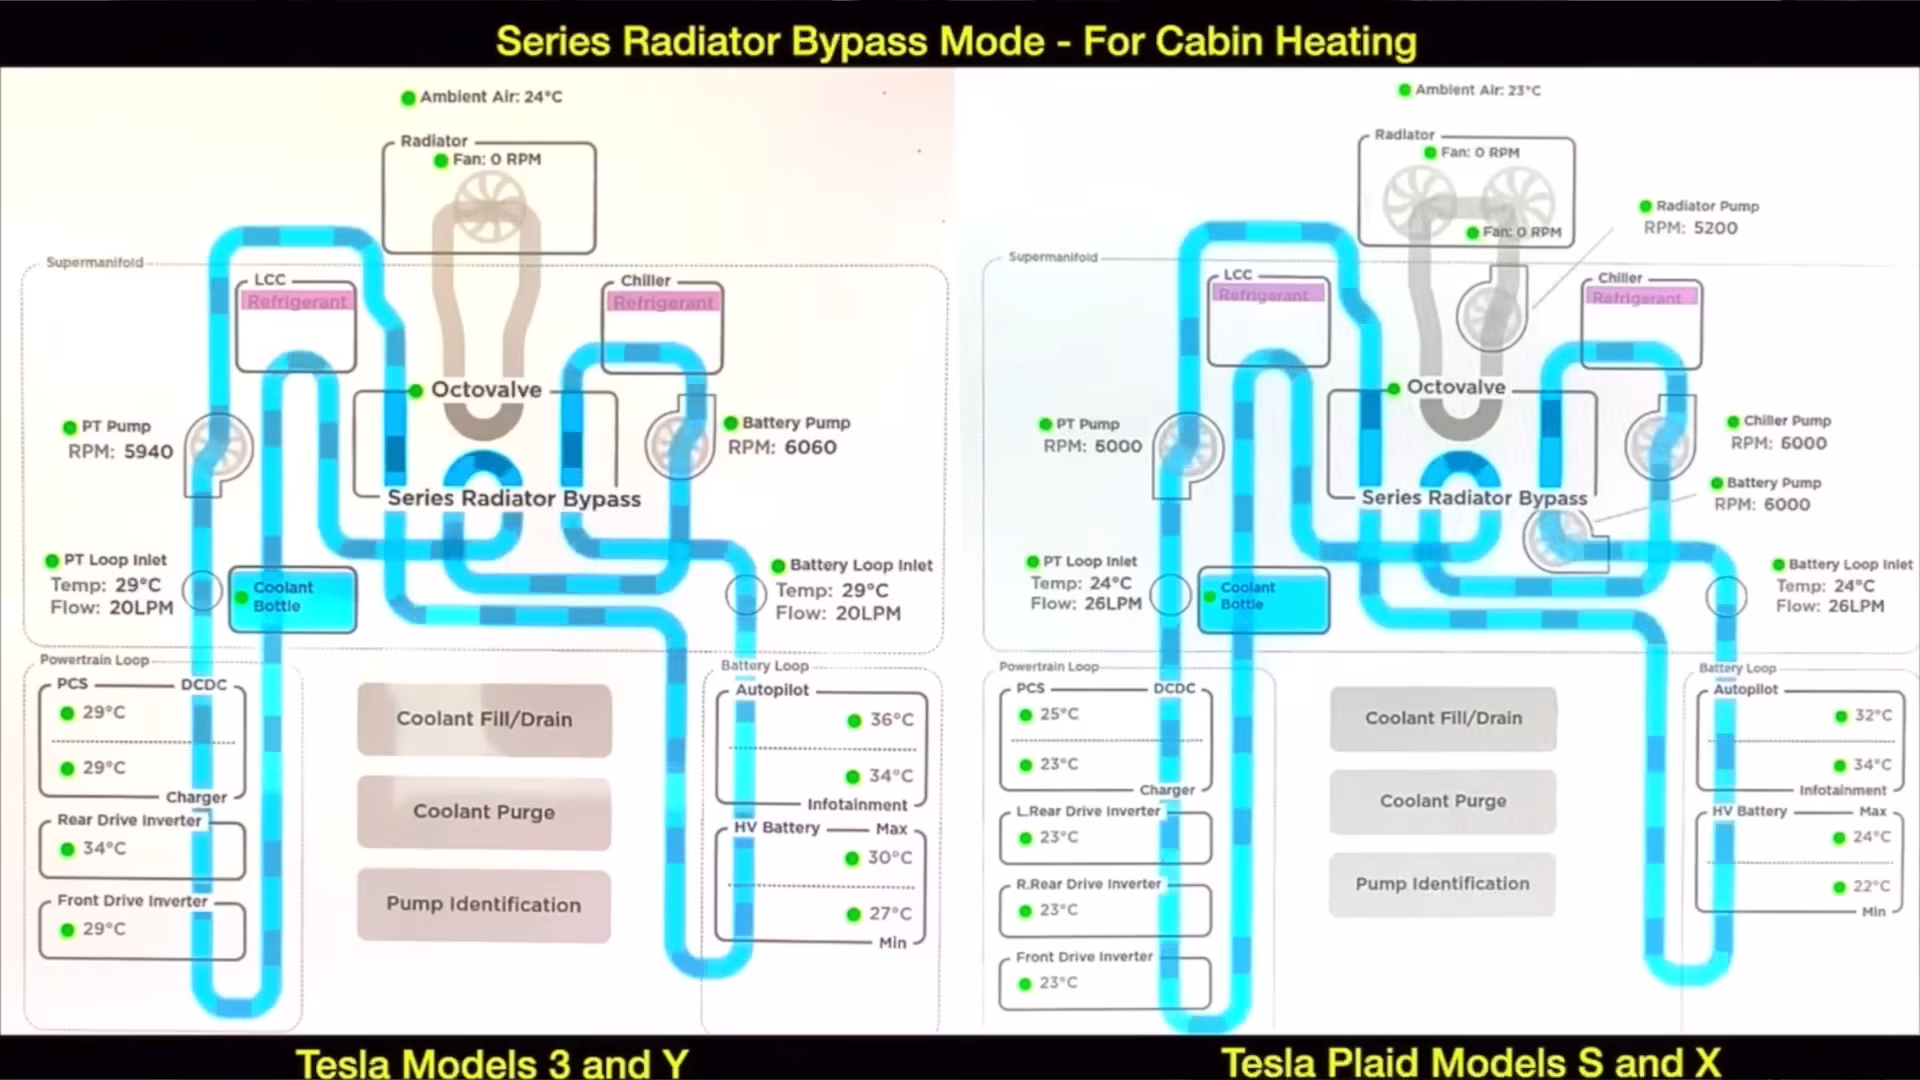 Series Radiator Bypass Mode - For Cabin Heating
Ambient Air: 24°C
Radiator
Fan: 0 RPM
Supermanifold
LCC
Refrigerant
Chiller
Refrigerant
Octovalve
PT Pump
RPM: 5940
Battery Pump
RPM: 6060
Series Radiator Bypass
PT Loop Inlet
Temp: 29°C
Flow: 20LPM
Coolant
Bottle
Battery Loop Inlet
Temp: 29°C
Flow: 20LPM
Powertrain Loop
PCS
DCDC
29°C
29°C
Charger
Rear Drive Inverter
34°C
Front Drive Inverter
29°C
Coolant Fill/Drain
Coolant Purge
Pump Identification
Battery Loop
Autopilot
36°C
34°C
Infotainment
HV Battery
Max
30°C
27°C
Min
Tesla Models 3 and Y
Ambient Air: 23°C
Radiator
Fan: 0 RPM
Fan: 0 RPM
Radiator Pump
RPM: 5200
Supermanifold
LCC
Refrigerant
Chiller
Refrigerant
Octovalve
PT Pump
RPM: 6000
Chiller Pump
RPM: 6000
Battery Pump
RPM: 6000
Series Radiator Bypass
PT Loop Inlet
Temp: 24°C
Flow: 26LPM
Coolant
Bottle
Battery Loop Inlet
Temp: 24°C
Flow: 26LPM
Powertrain Loop
PCS
DCDC
25°C
23°C
Charger
L.Rear Drive Inverter
23°C
R.Rear Drive Inverter
23°C
Front Drive Inverter
23°C
Coolant Fill/Drain
Coolant Purge
Pump Identification
Battery Loop
Autopilot
32°C
34°C
Infotainment
HV Battery
Max
24°C
22°C
Min
Tesla Plaid Models S and X